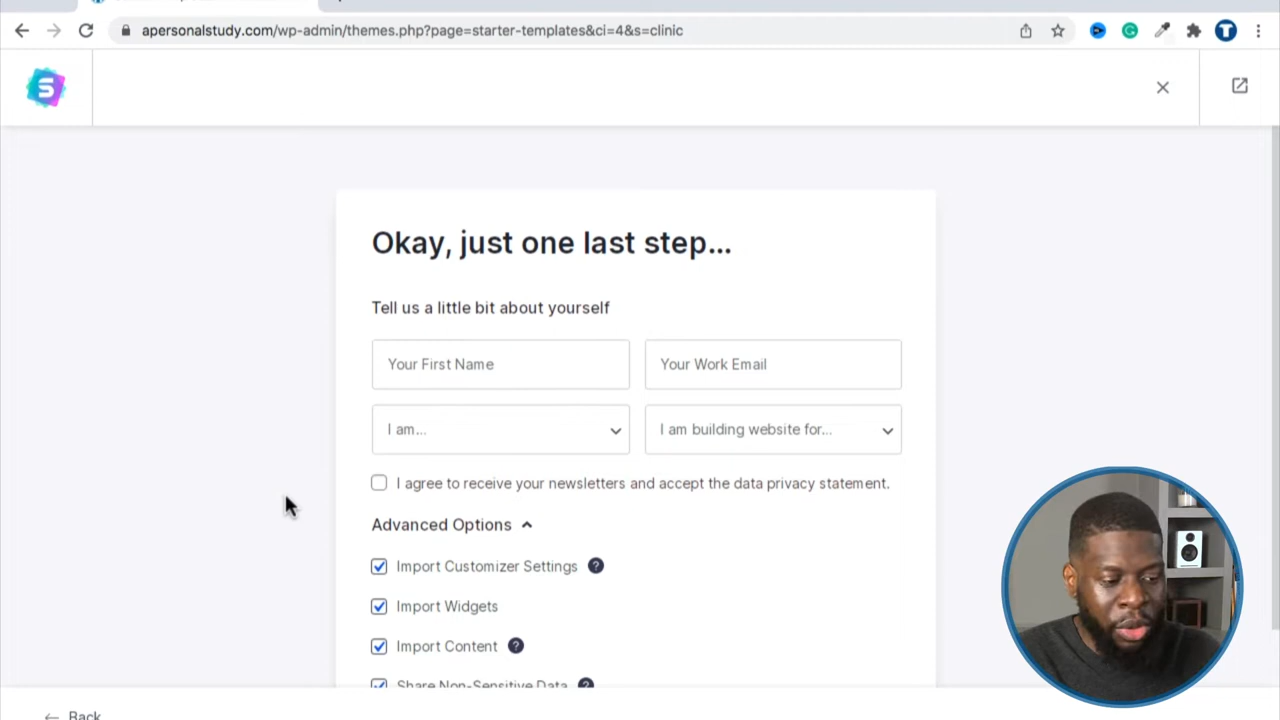 apersonalstudy.com/wp-admin/themes.php?page=starter-templates&ci=4&s=clinic
T
S
Okay, just one last step...
Tell us a little bit about yourself
Your First Name
Your Work Email
I am...
I am building website for...
I agree to receive your newsletters and accept the data privacy statement.
Advanced Options
Import Customizer Settings ?
Import Widgets
Import Content ?
Share Non-Sensitive Data ?
← Back